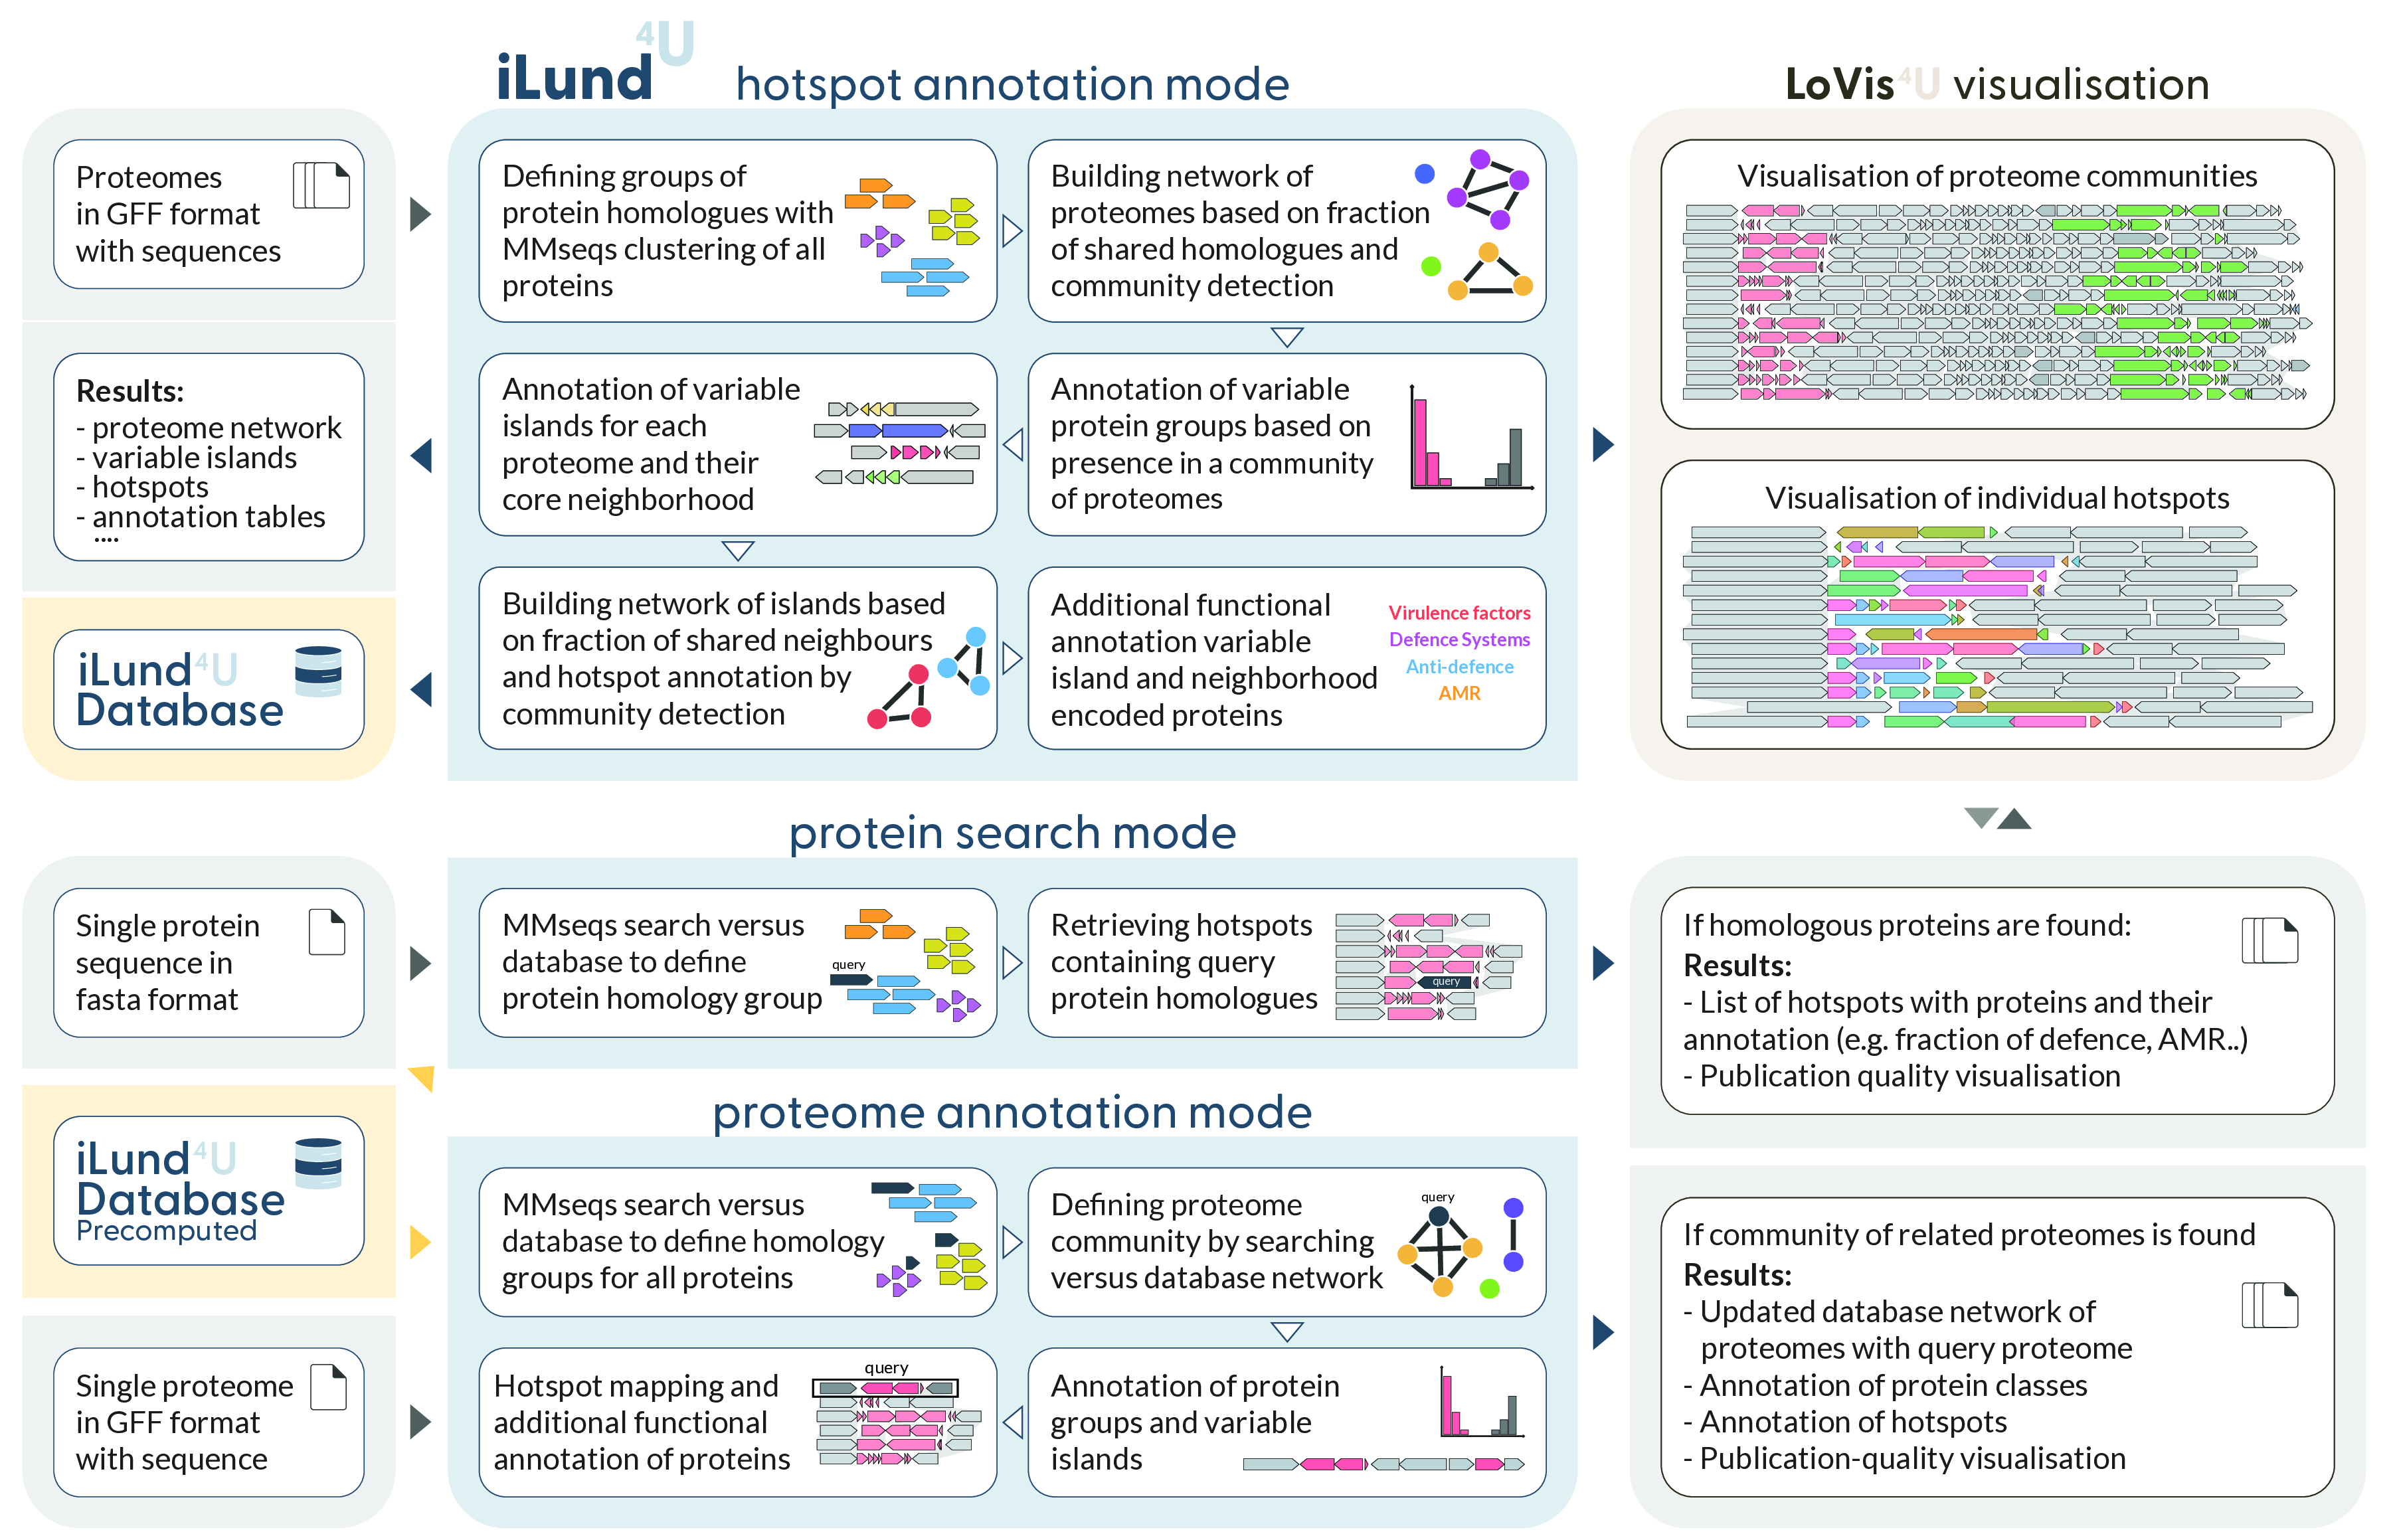 iLund4U hotspot annotation mode
LoVis4U visualisation
Proteomes
in GFF format
with sequences
Defining groups of
protein homologues with
MMseqs clustering of all
proteins
Building network of
proteomes based on fraction
of shared homologues and
community detection
Visualisation of proteome communities
Results:
- proteome network
- variable islands
- hotspots
- annotation tables
....
Annotation of variable
islands for each
proteome and their
core neighborhood
Annotation of variable
protein groups based on
presence in a community
of proteomes
Visualisation of individual hotspots
iLund4U
Database
Building network of islands based
on fraction of shared neighbours
and hotspot annotation by
community detection
Additional functional
annotation variable
island and neighborhood
encoded proteins
Virulence factors
Defence Systems
Anti-defence
AMR
protein search mode
Single protein
sequence in
fasta format
MMseqs search versus
database to define
protein homology group
query
Retrieving hotspots
containing query
protein homologues
query
If homologous proteins are found:
Results:
- List of hotspots with proteins and their
annotation (e.g. fraction of defence, AMR..)
- Publication quality visualisation
proteome annotation mode
iLund4U
Database
Precomputed
MMseqs search versus
database to define homology
groups for all proteins
Defining proteome
community by searching
versus database network
query
If community of related proteomes is found
Results:
- Updated database network of
proteomes with query proteome
- Annotation of protein classes
- Annotation of hotspots
- Publication-quality visualisation
Single proteome
in GFF format
with sequence
Hotspot mapping and
additional functional
annotation of proteins
query
Annotation of protein
groups and variable
islands